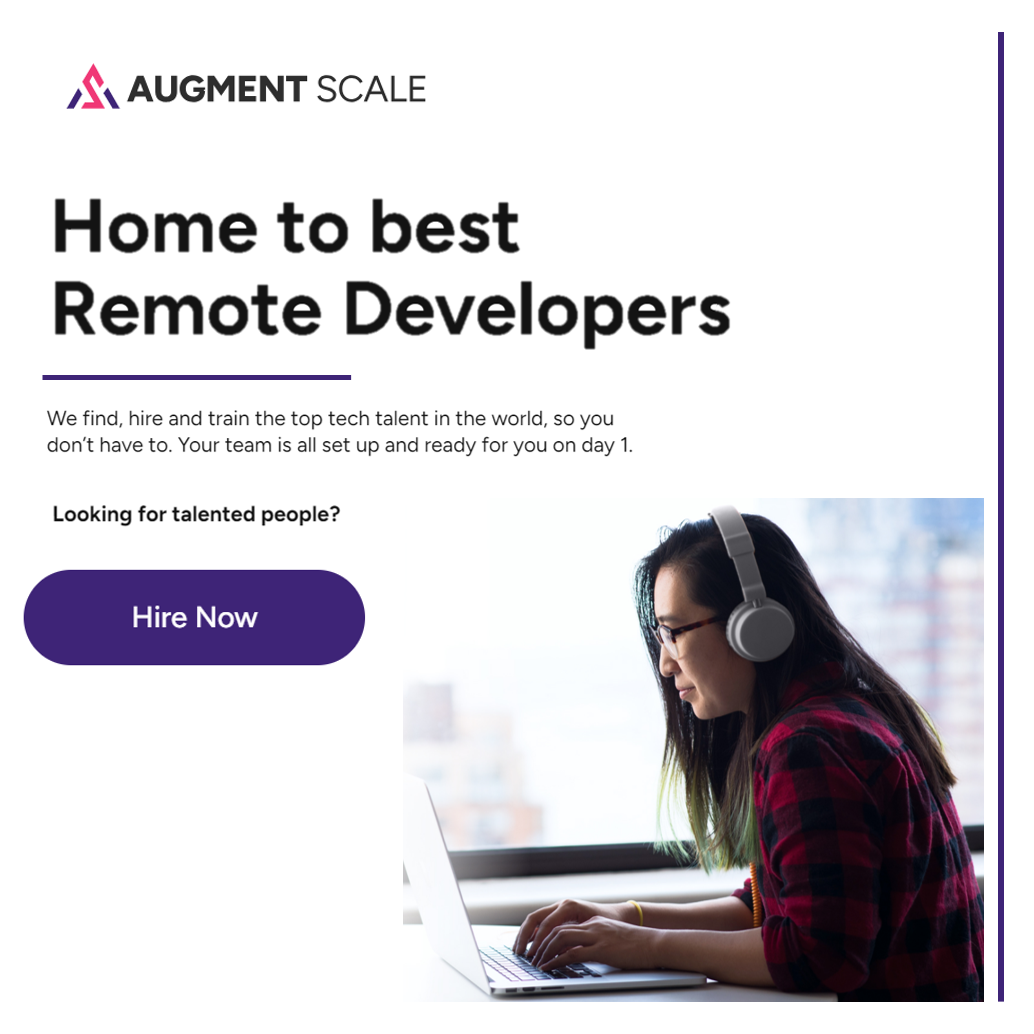 AUGMENT SCALE
Home to best
Remote Developers
We find, hire and train the top tech talent in the world, so you
don’t have to. Your team is all set up and ready for you on day 1.
Looking for talented people?
Hire Now